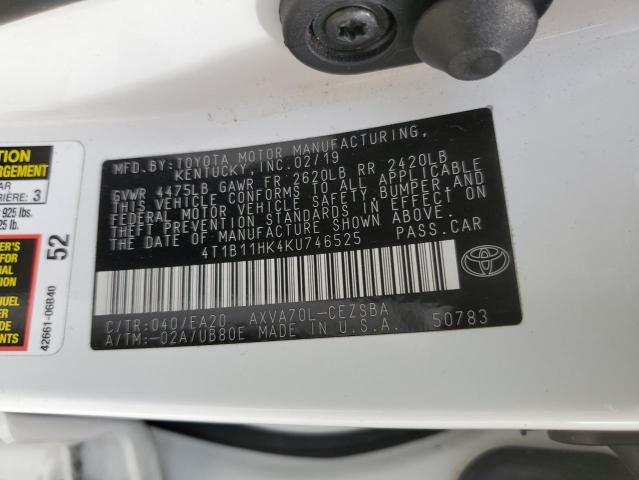 MFD.BY:TOYOTA MOTOR MANUFACTURING,
KENTUCKY,INC.02/19
GVWR 4475LB GAWR FR 2620LB RR 2420LB
THIS VEHICLE CONFORMS TO ALL APPLICABLE
FEDERAL MOTOR VEHICLE SAFETY,BUMPER,AND
THEFT PREVENTION STANDARDS IN EFFECT ON
THE DATE OF MANUFACTURE SHOWN ABOVE.
4T1B11HK4KU746525 PASS.CAR
C/TR:040/EA20 AXVA70L-CEZSBA
A/TM:-02A/UB80E MADE IN U.S.A. 50783
TOYOTA
TION
ARGEMENT
AR
RIÈRE: 3
925 lbs.
25 lb.
52
42661-06B40